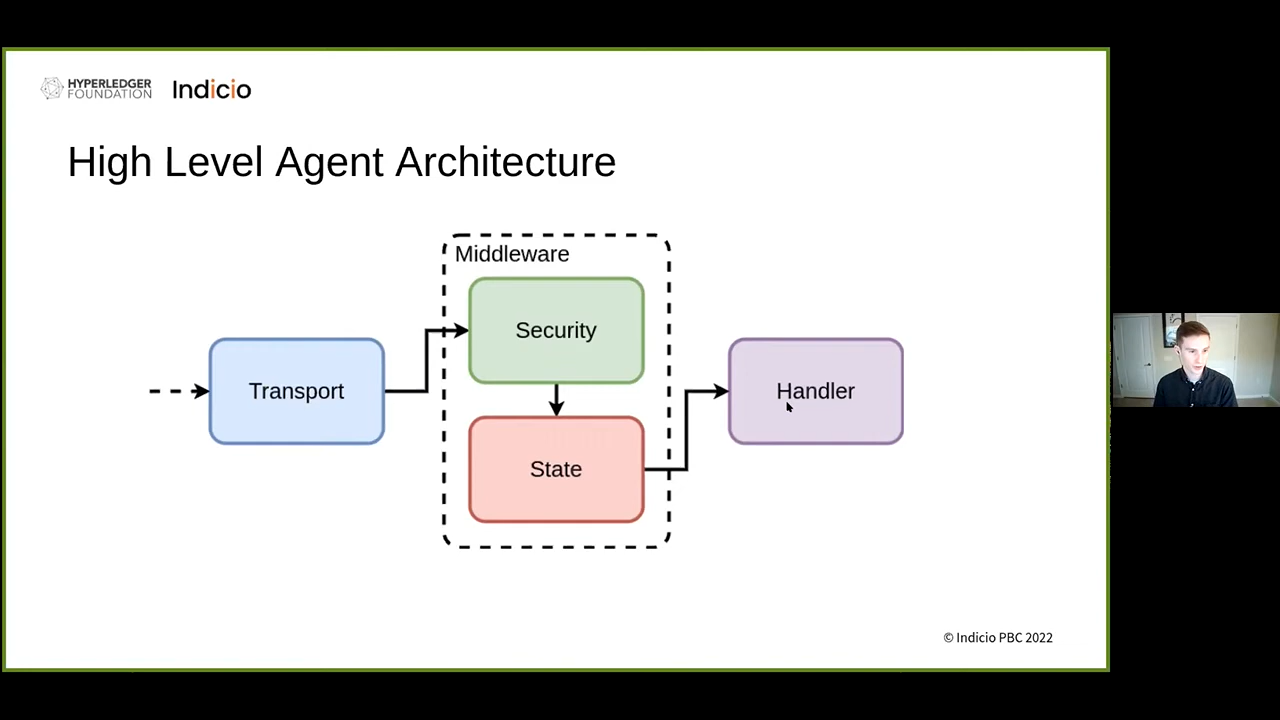 HYPERLEDGER
FOUNDATION
Indicio
High Level Agent Architecture
Middleware
Security
Transport
Handler
State
© Indicio PBC 2022